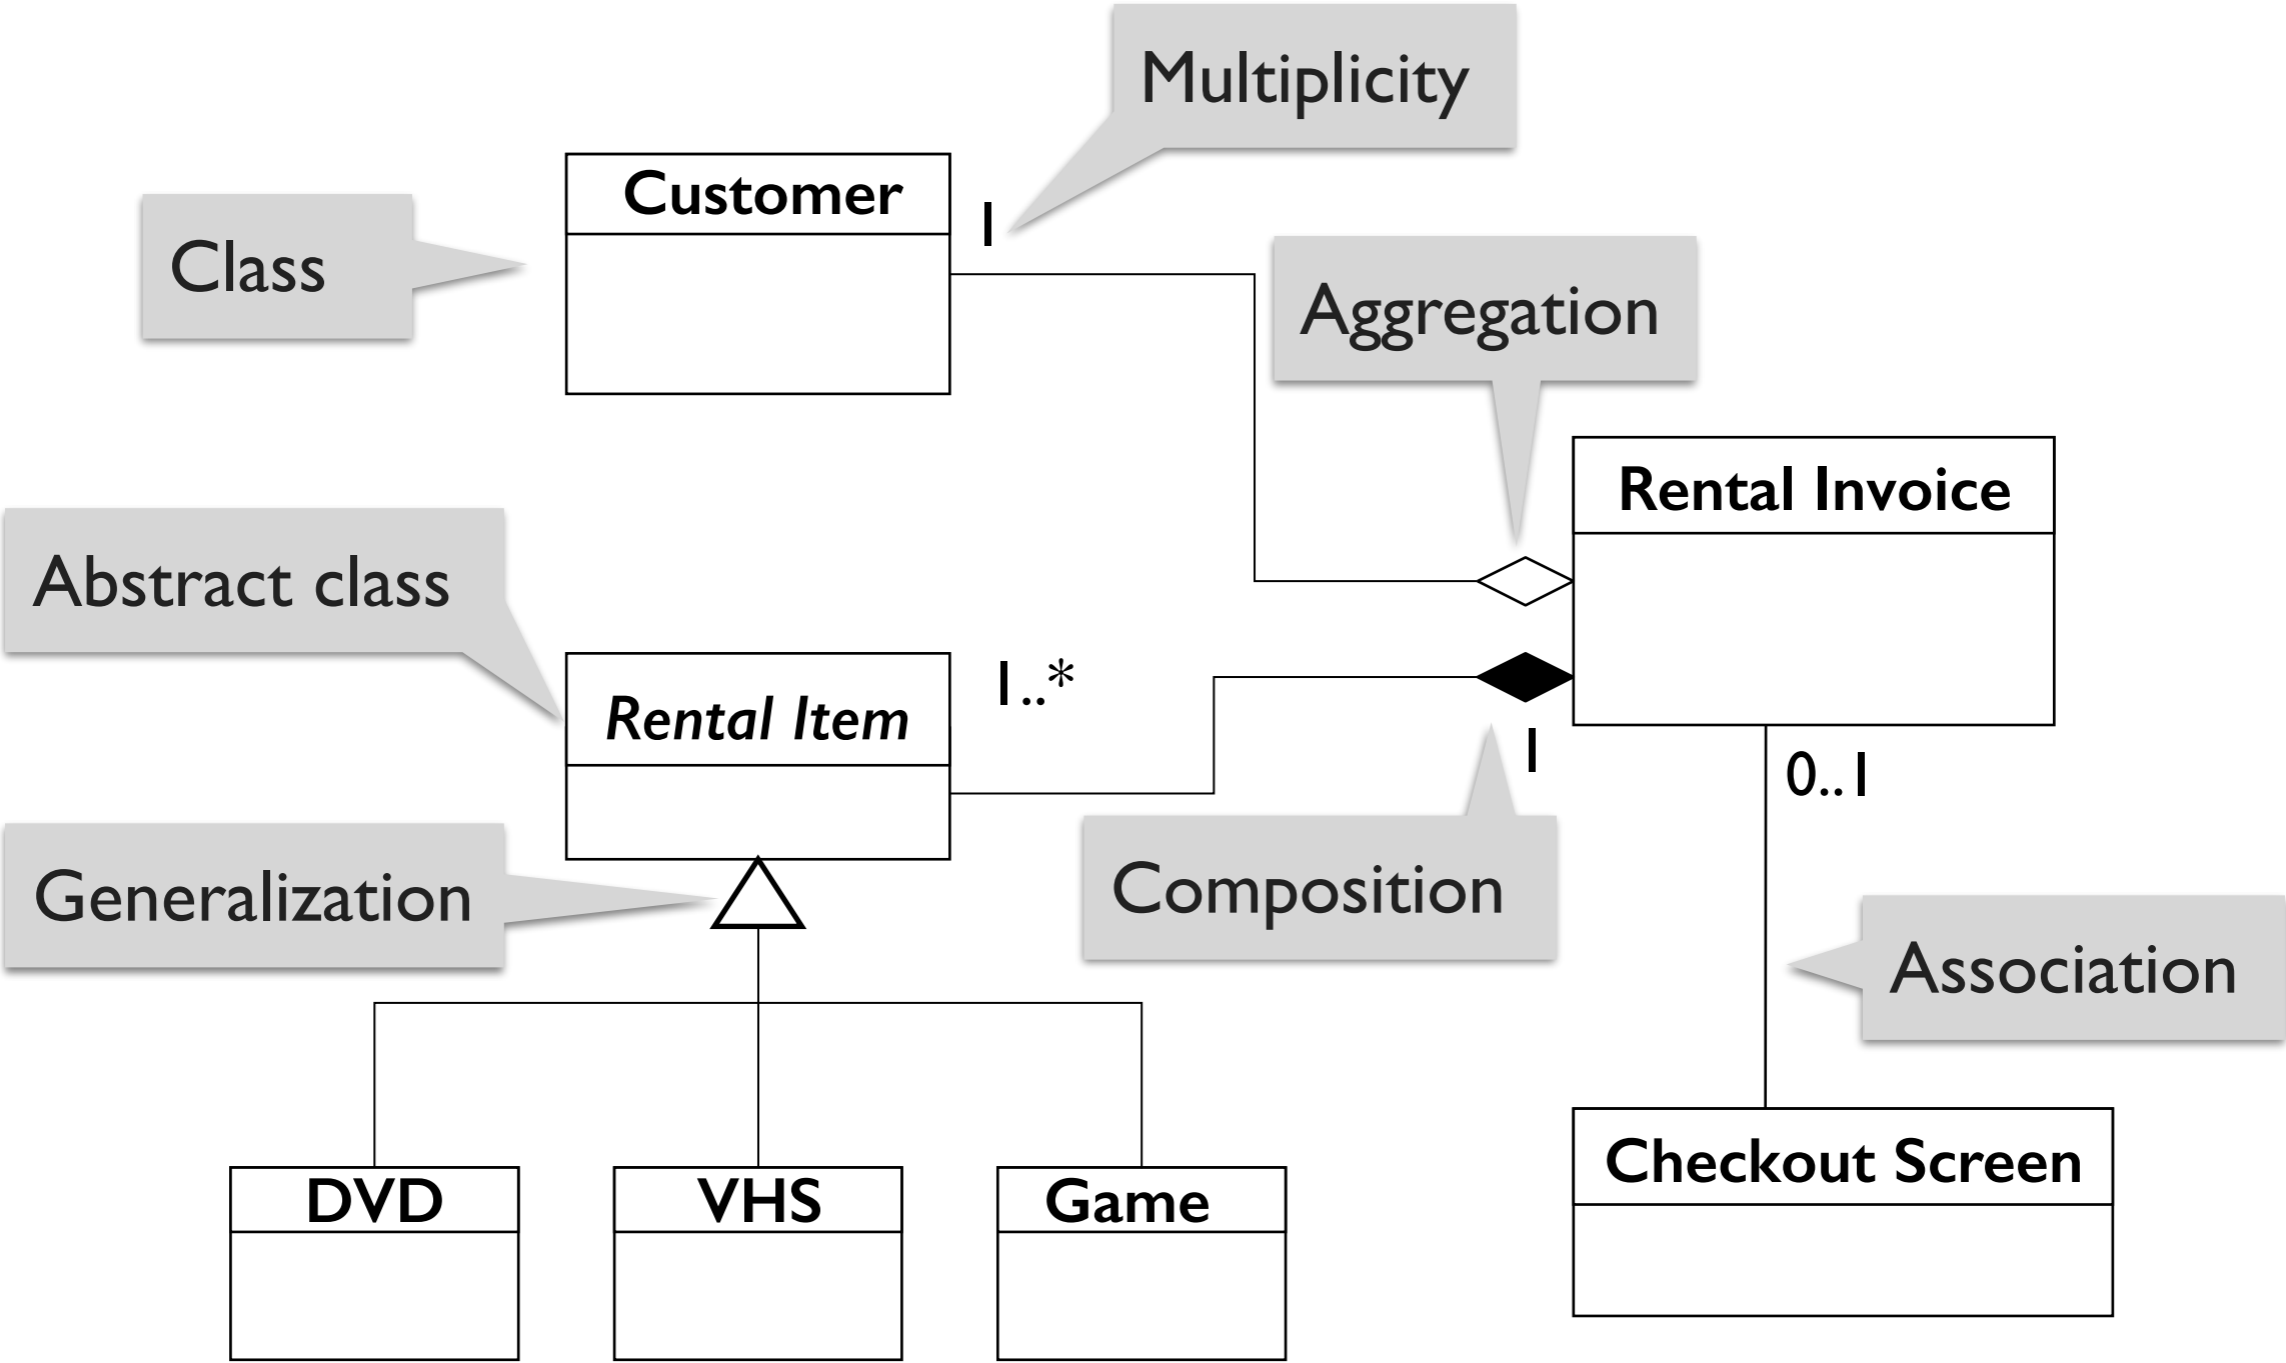 Multiplicity
Customer
1
Class
Aggregation
Rental Invoice
Abstract class
1..*
Rental Item
1
0..1
Generalization
Composition
Association
Checkout Screen
DVD
VHS
Game